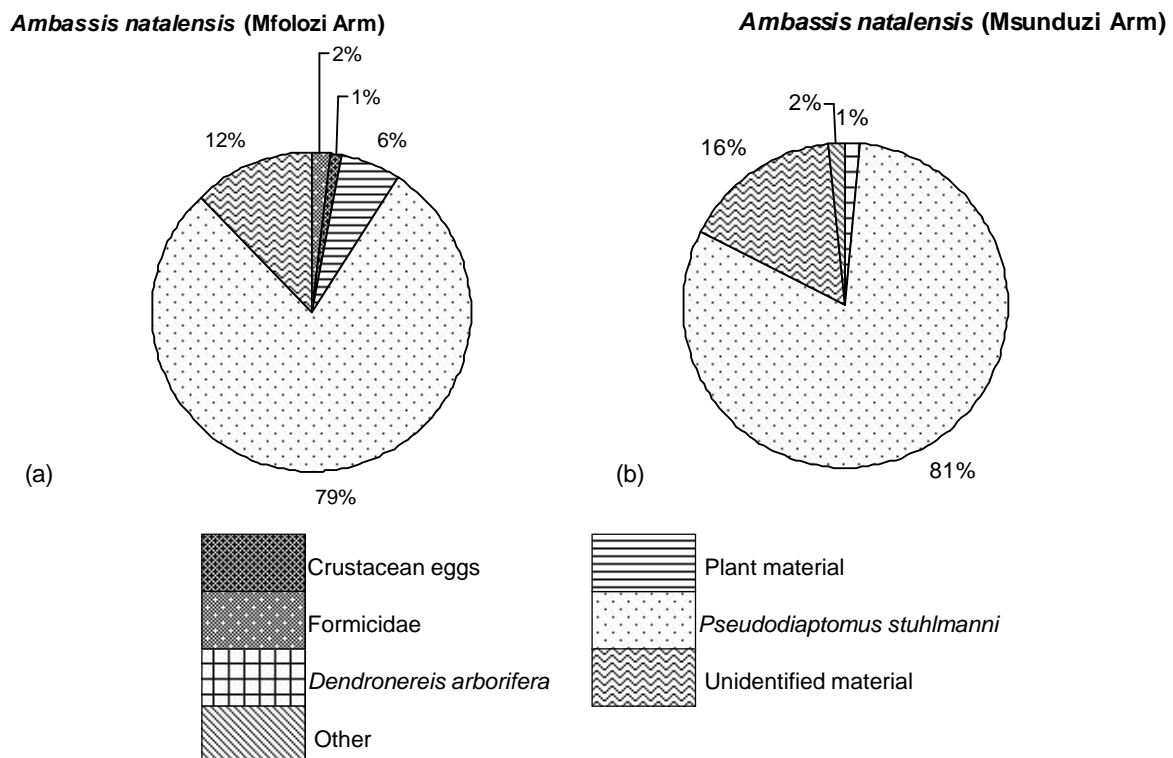 Ambassis natalensis (Mfolozi Arm)
2%
1%
12%
6%
79%
(a)
Ambassis natalensis (Msunduzi Arm)
2%
1%
16%
81%
(b)
Crustacean eggs
Formicidae
Dendronereis arborifera
Other
Plant material
Pseudodiaptomus stuhlmanni
Unidentified material